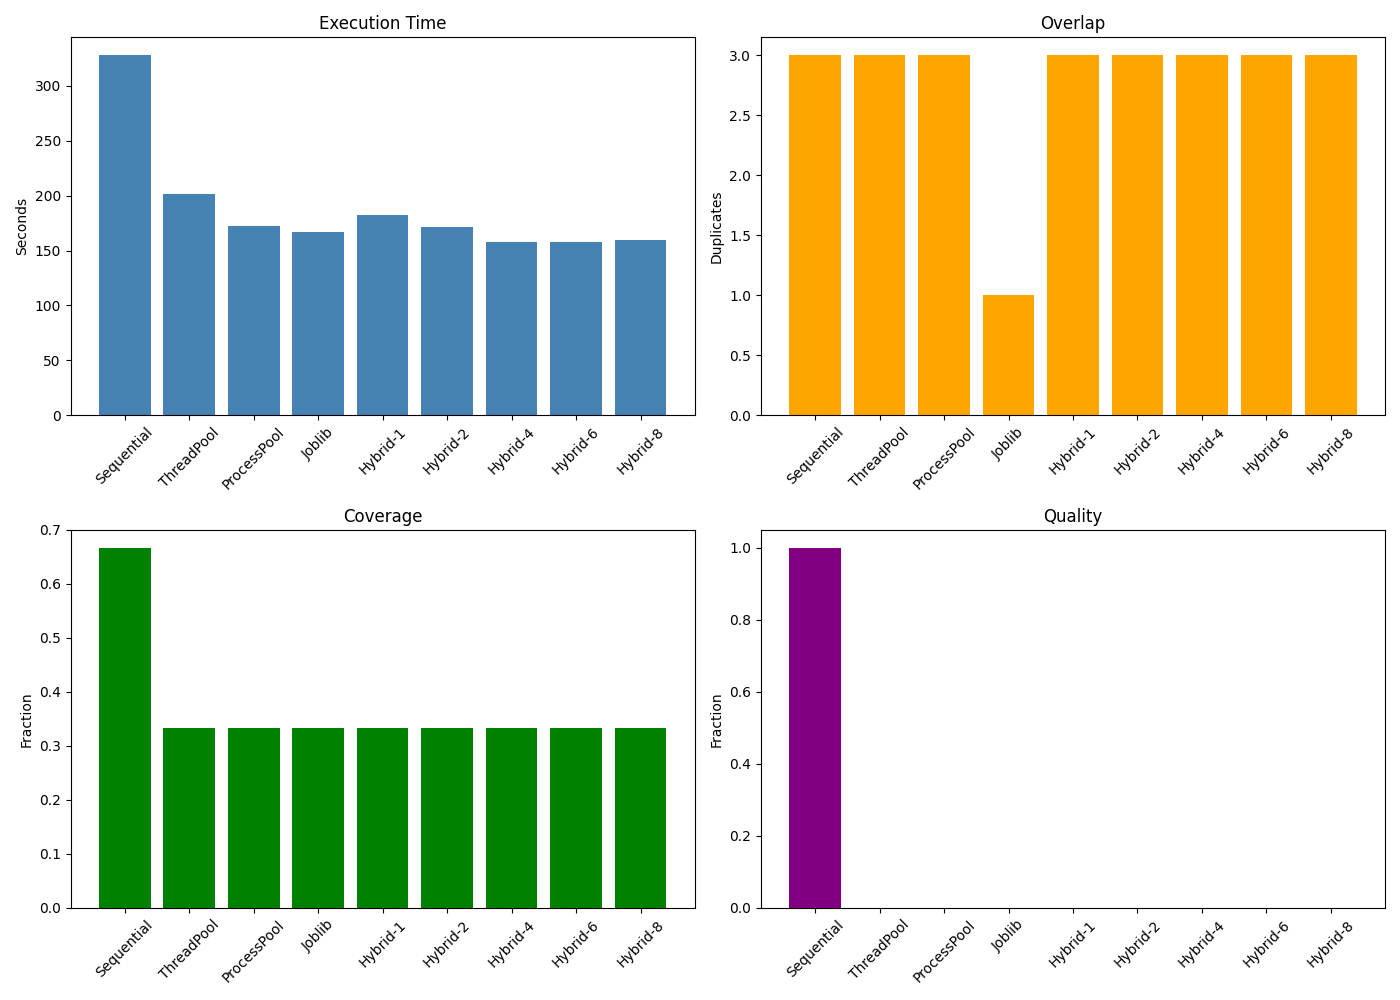 Execution Time
Seconds
300
250
200
150
100
50
0
Sequential
ThreadPool
ProcessPool
Joblib
Hybrid-1
Hybrid-2
Hybrid-4
Hybrid-6
Hybrid-8
Overlap
Duplicates
3.0
2.5
2.0
1.5
1.0
0.5
0.0
Sequential
ThreadPool
ProcessPool
Joblib
Hybrid-1
Hybrid-2
Hybrid-4
Hybrid-6
Hybrid-8
Coverage
Fraction
0.7
0.6
0.5
0.4
0.3
0.2
0.1
0.0
Sequential
ThreadPool
ProcessPool
Joblib
Hybrid-1
Hybrid-2
Hybrid-4
Hybrid-6
Hybrid-8
Quality
Fraction
1.0
0.8
0.6
0.4
0.2
0.0
Sequential
ThreadPool
ProcessPool
Joblib
Hybrid-1
Hybrid-2
Hybrid-4
Hybrid-6
Hybrid-8